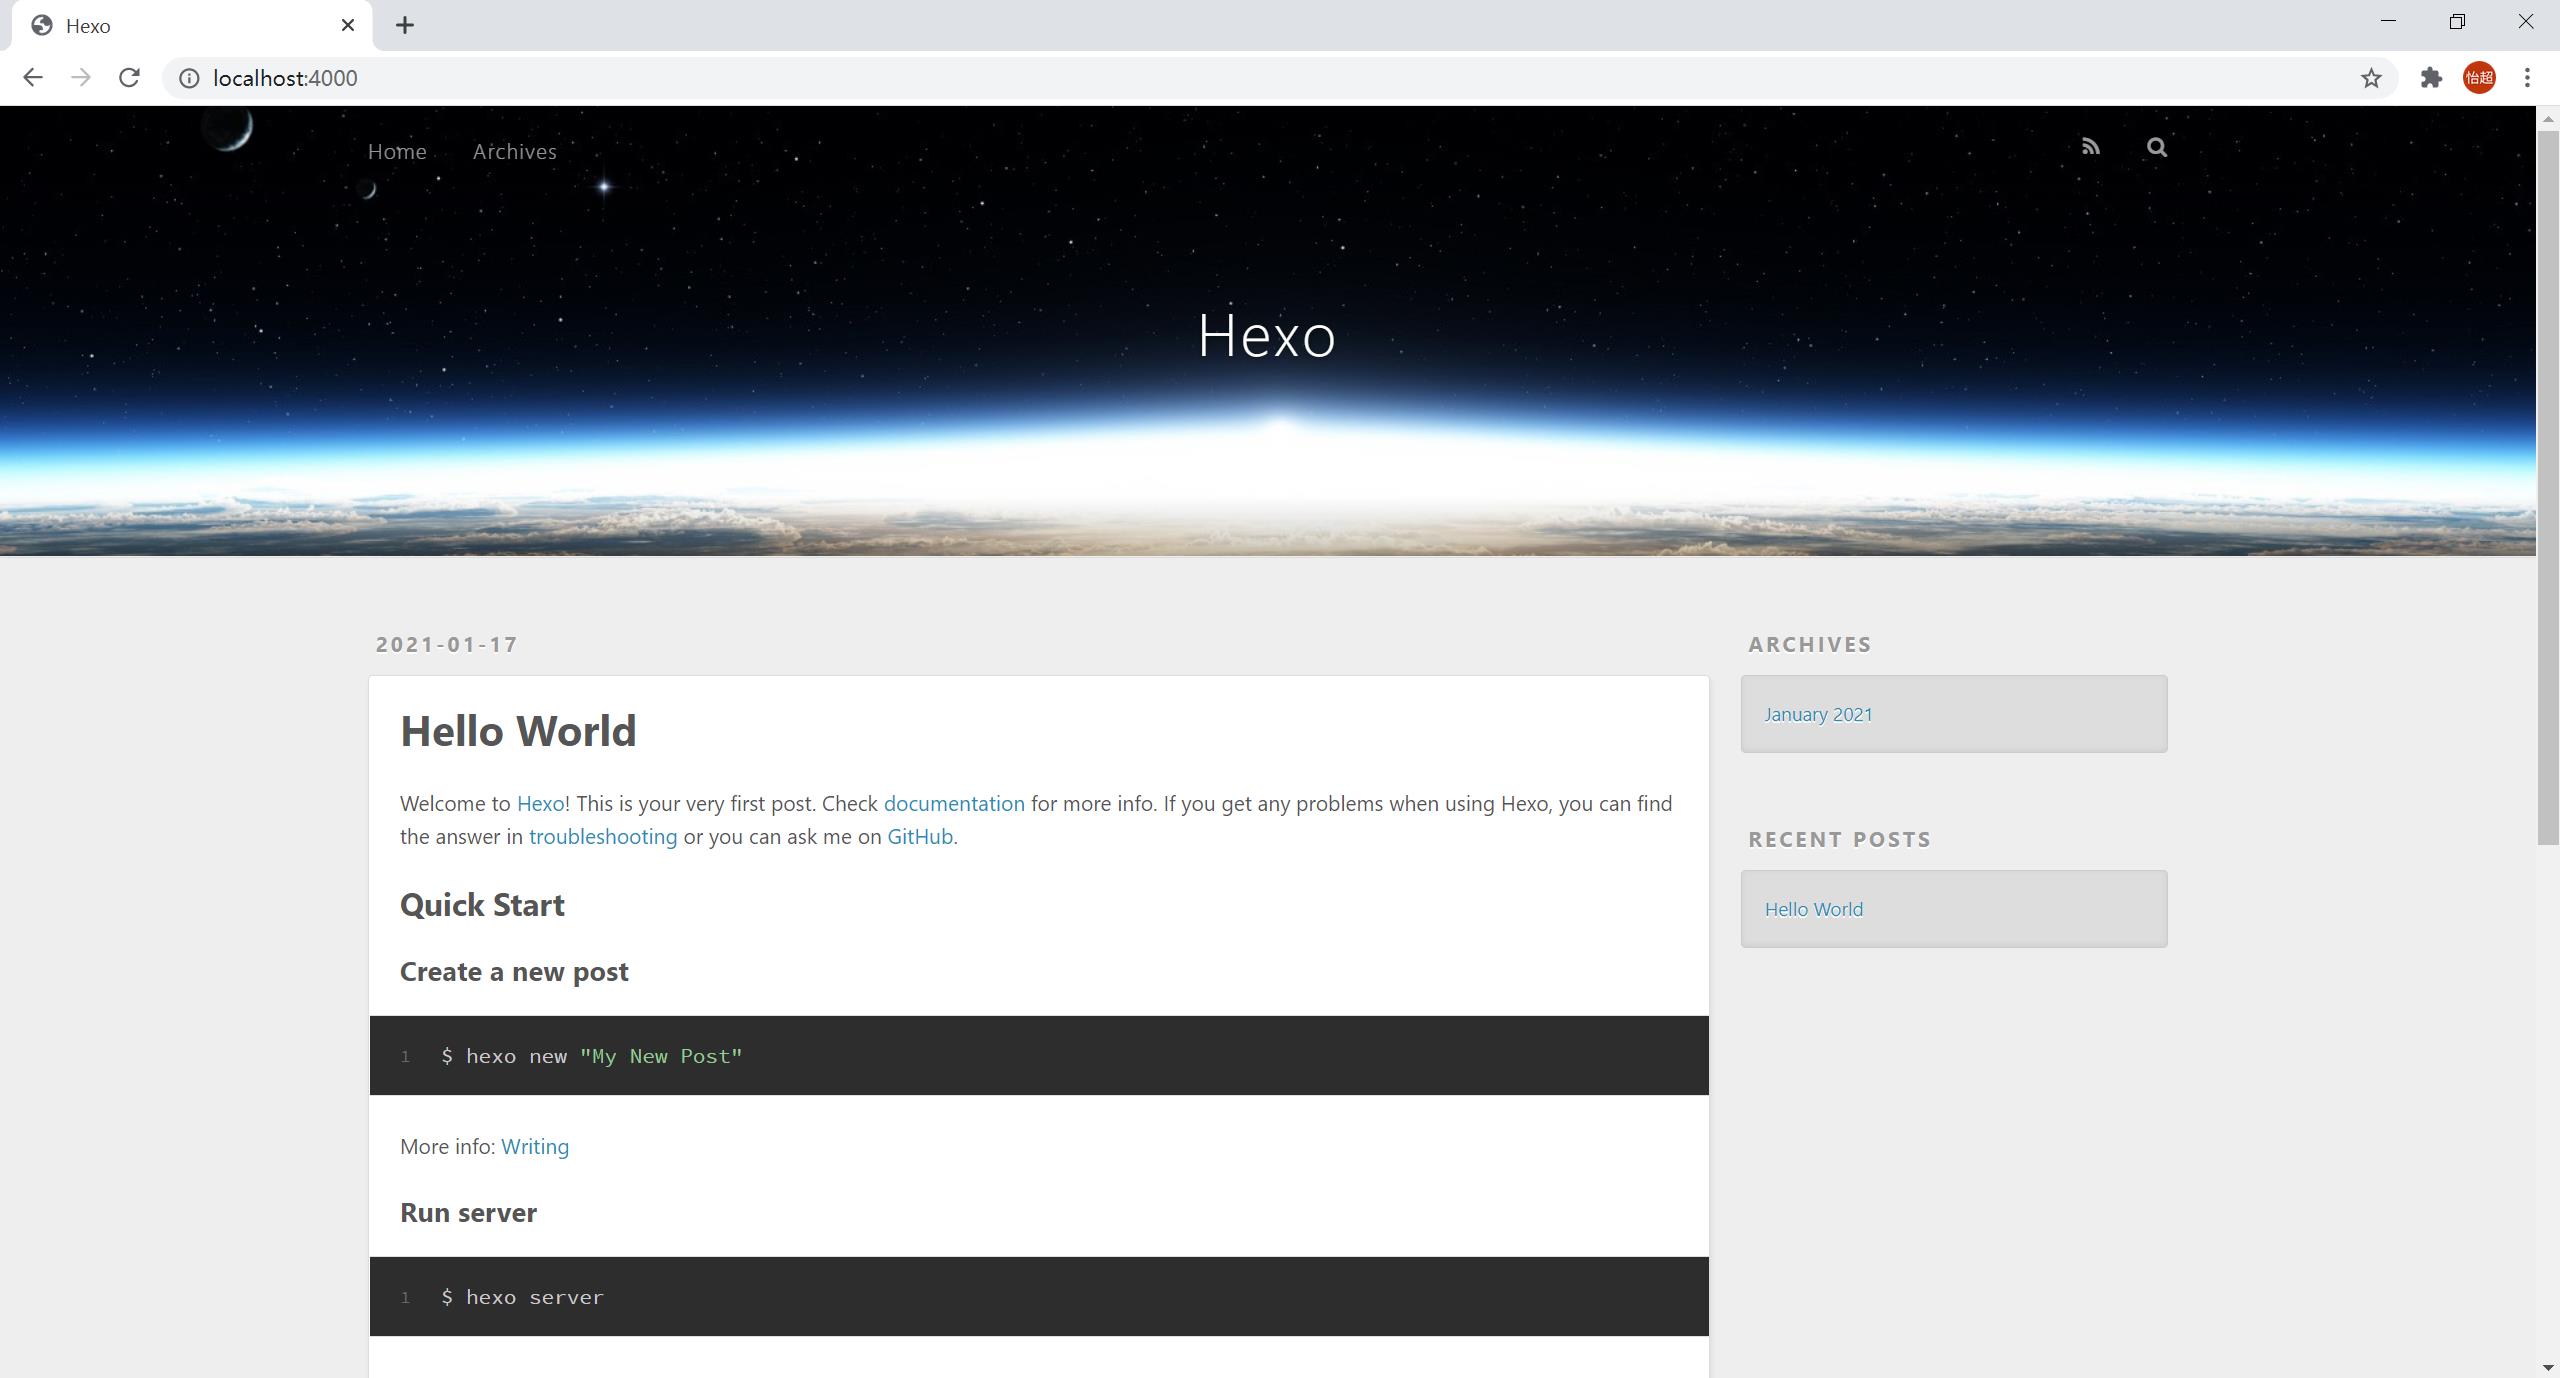 Hexo
localhost:4000
怡超
Home Archives
Hexo
2021-01-17
Hello World
Welcome to Hexo! This is your very first post. Check documentation for more info. If you get any problems when using Hexo, you can find
the answer in troubleshooting or you can ask me on GitHub.
Quick Start
Create a new post
1 $ hexo new "My New Post"
More info: Writing
Run server
1 $ hexo server
ARCHIVES
January 2021
RECENT POSTS
Hello World